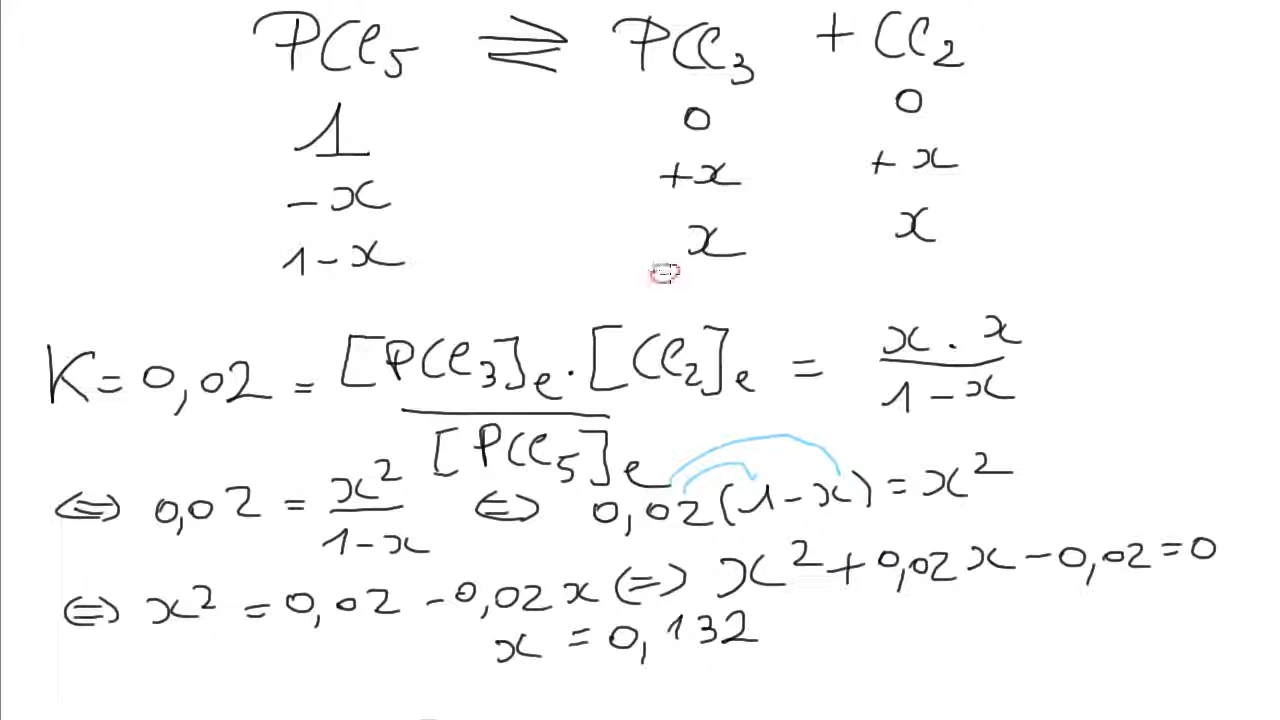 PCl₅ ⇌ PCl₃ + Cl₂
1 0 0
-x +x +x
1-x x x
K = 0,02 = [PCl₃]ₑ · [Cl₂]ₑ / [PCl₅]ₑ = x · x / 1-x
⇔ 0,02 = x² / 1-x ⇔ 0,02(1-x) = x²
⇔ x² = 0,02 - 0,02x ⇔ x² + 0,02x - 0,02 = 0
x = 0,132